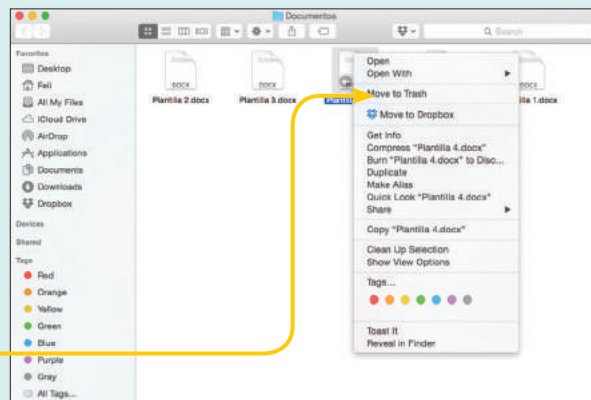 Documentos
Search
Favorites
Desktop
Feli
All My Files
iCloud Drive
AirDrop
Applications
Documents
Downloads
Dropbox
Devices
Shared
Tags
Red
Orange
Yellow
Green
Blue
Purple
Gray
All Tags...
DOCX
Plantilla 2.docx
DOCX
Plantilla 3.docx
1.docx
Open
Open With
Move to Trash
Move to Dropbox
Get Info
Compress "Plantilla 4.docx"
Burn "Plantilla 4.docx" to Disc...
Duplicate
Make Alias
Quick Look "Plantilla 4.docx"
Share
Copy "Plantilla 4.docx"
Clean Up Selection
Show View Options
Tags...
Toast It
Reveal in Finder